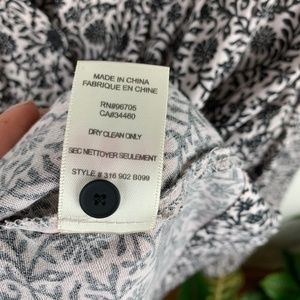 MADE IN CHINA
FABRIQUE EN CHINE
RN#96705
CA#34460
DRY CLEAN ONLY
SEC NETTOYER SEULEMENT
STYLE # 316 902 B099